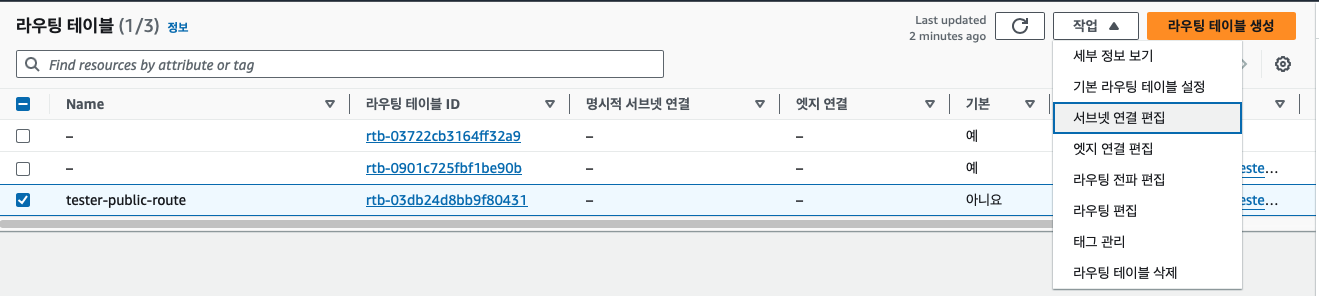 라우팅 테이블 (1/3) 정보
Last updated
2 minutes ago
작업
라우팅 테이블 생성
Find resources by attribute or tag
Name 라우팅 테이블 ID 명시적 서브넷 연결 엣지 연결 기본
– rtb-03722cb3164ff32a9 – – 예
– rtb-0901c725fbf1be90b – – 예 este...
tester-public-route rtb-03db24d8bb9f80431 – – 아니요 este...
세부 정보 보기
기본 라우팅 테이블 설정
서브넷 연결 편집
엣지 연결 편집
라우팅 전파 편집
라우팅 편집
태그 관리
라우팅 테이블 삭제